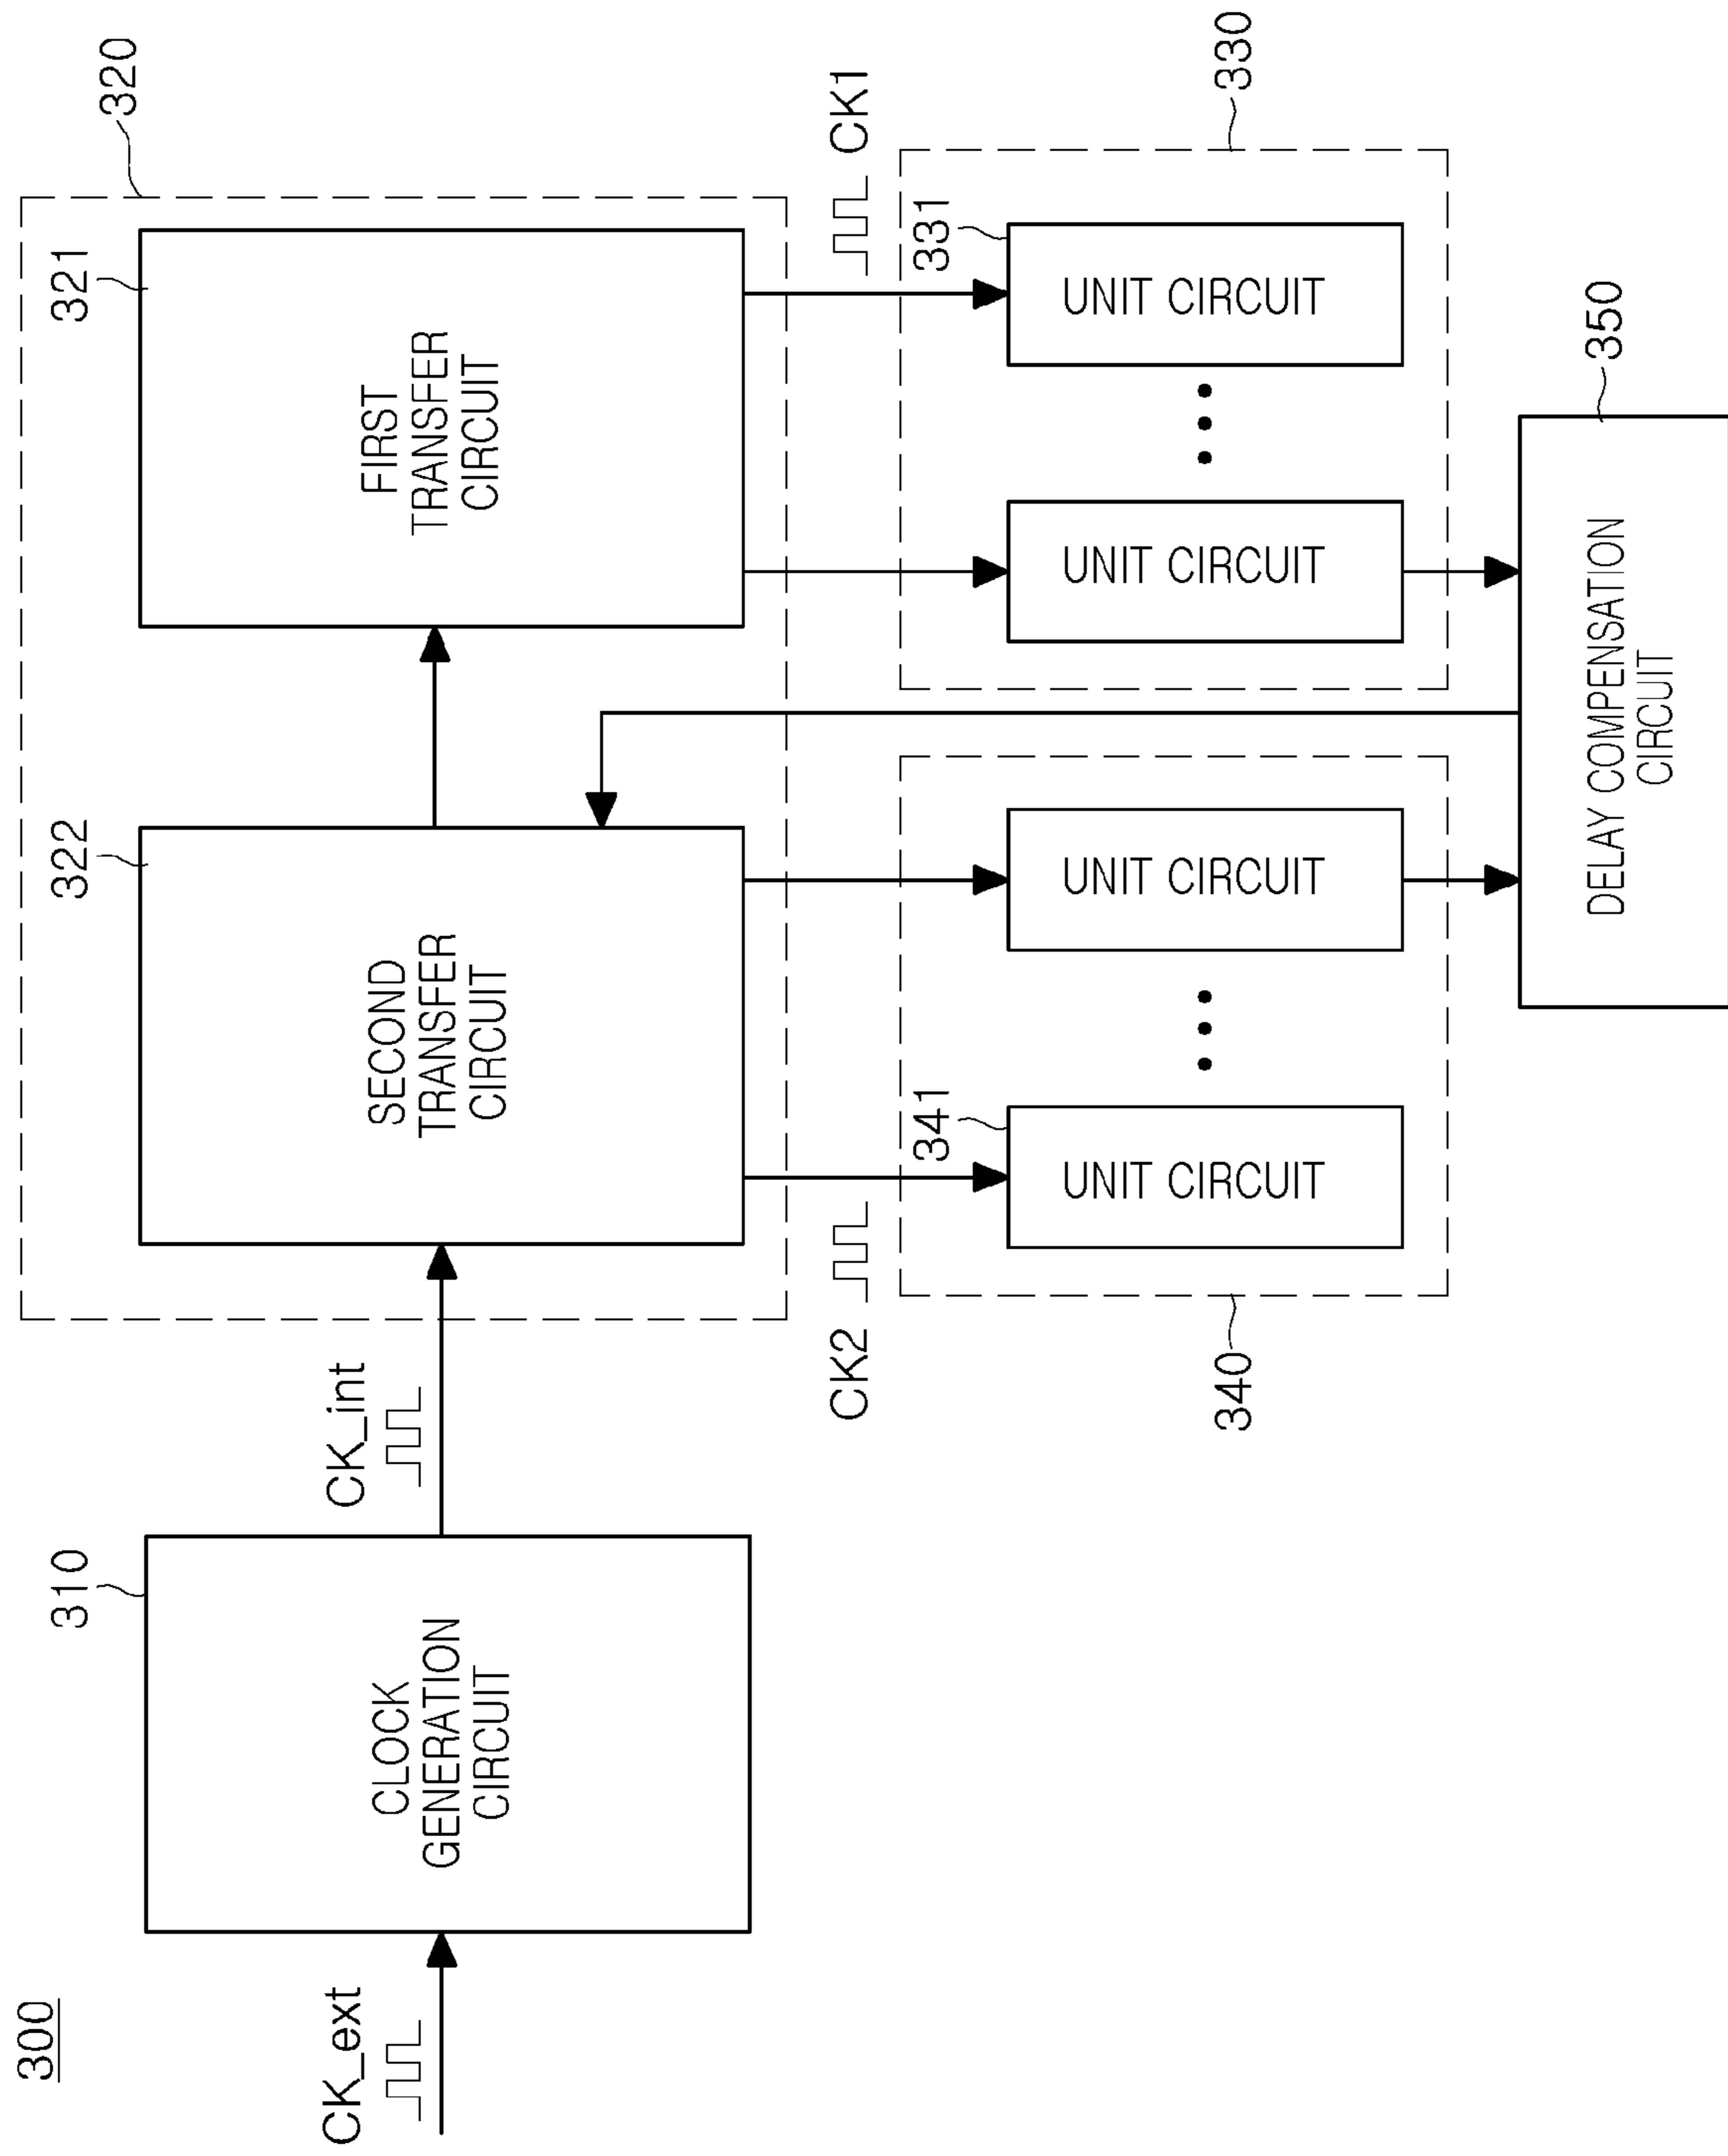 300
310
322
321
320
CK_ext
CK_int
CLOCK
GENERATION
CIRCUIT
SECOND
TRANSFER
CIRCUIT
FIRST
TRANSFER
CIRCUIT
CK2
CK1
341
331
UNIT CIRCUIT
UNIT CIRCUIT
UNIT CIRCUIT
UNIT CIRCUIT
340
330
350
DELAY COMPENSATION
CIRCUIT